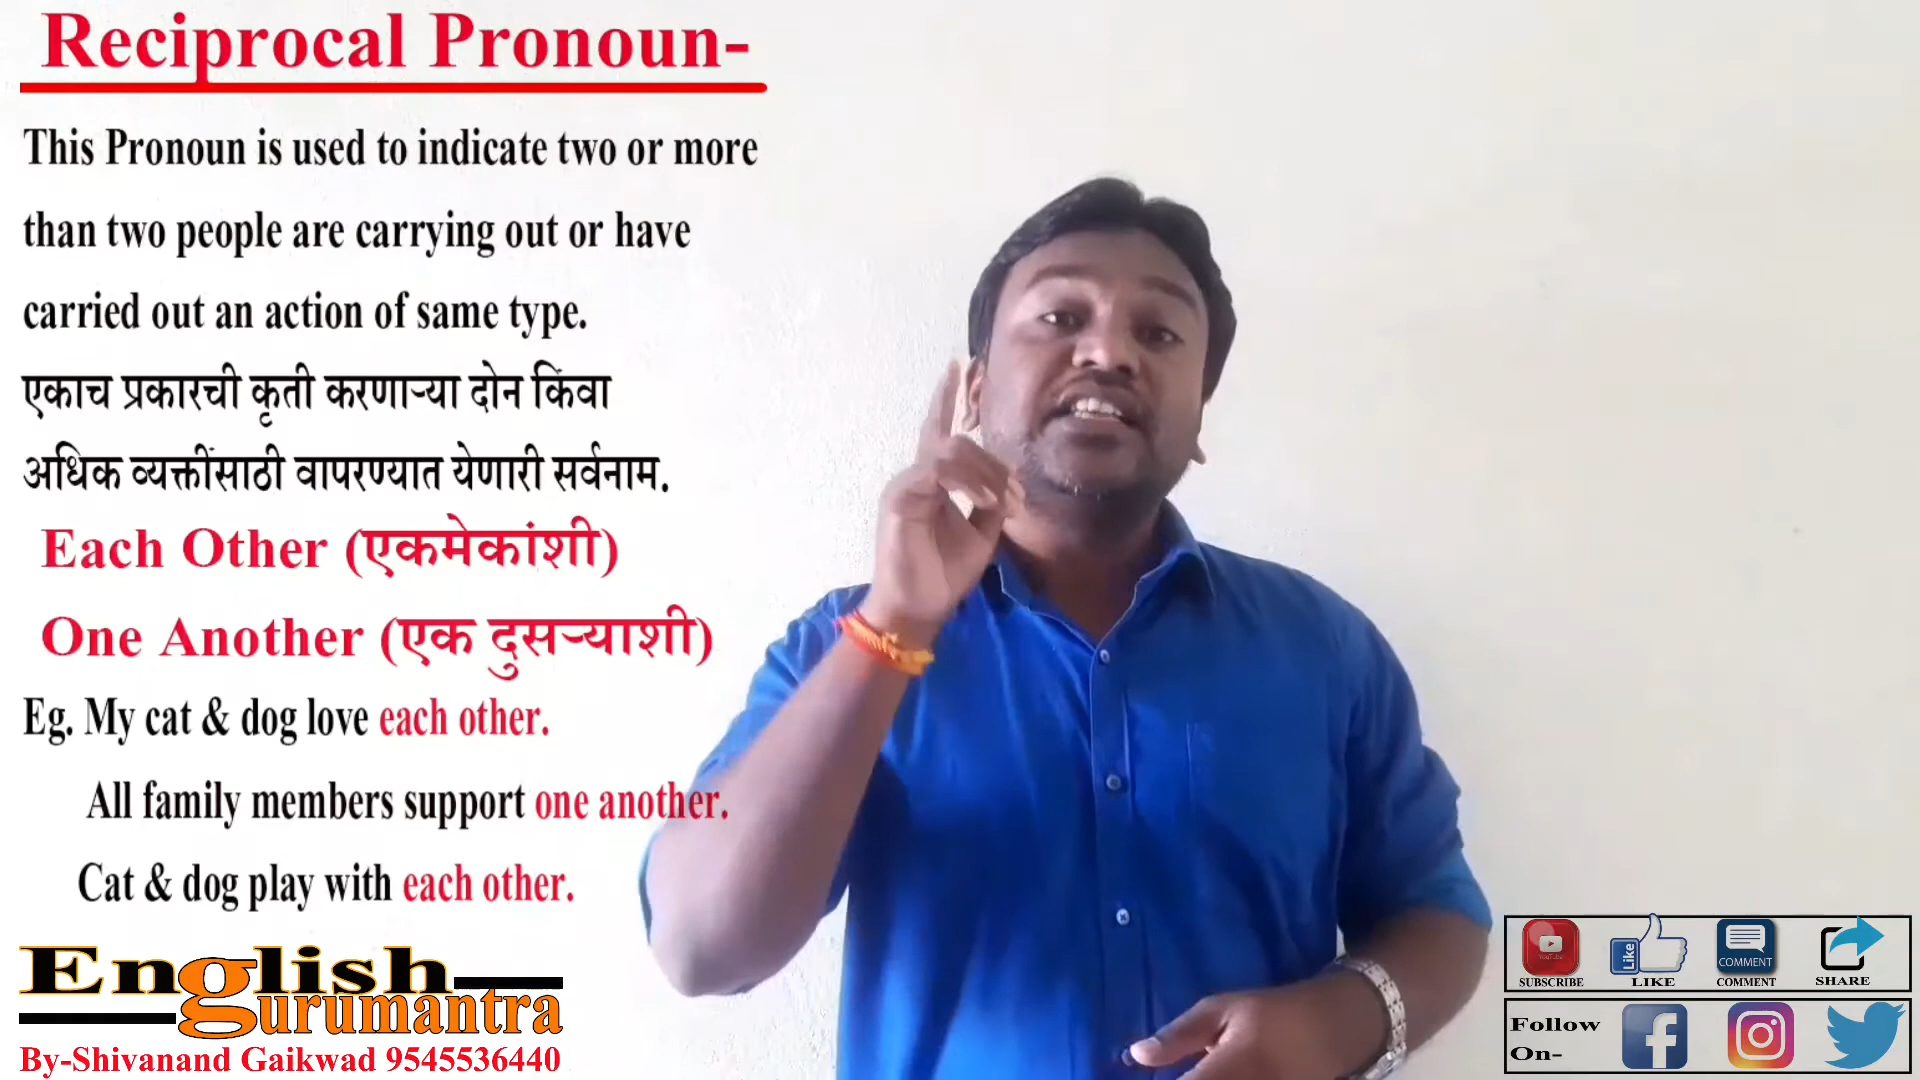 Reciprocal Pronoun-
This Pronoun is used to indicate two or more
than two people are carrying out or have
carried out an action of same type.
एकाच प्रकारची कृती करणाऱ्या दोन किंवा
अधिक व्यक्तींसाठी वापरण्यात येणारी सर्वनाम.
Each Other (एकमेकांशी)
One Another (एक दुसऱ्याशी)
Eg. My cat & dog love each other.
All family members support one another.
Cat & dog play with each other.
English
gurumantra
By-Shivanand Gaikwad 9545536440
YouTube
Like
COMMENT
SUBSCRIBE LIKE COMMENT SHARE
Follow
On-